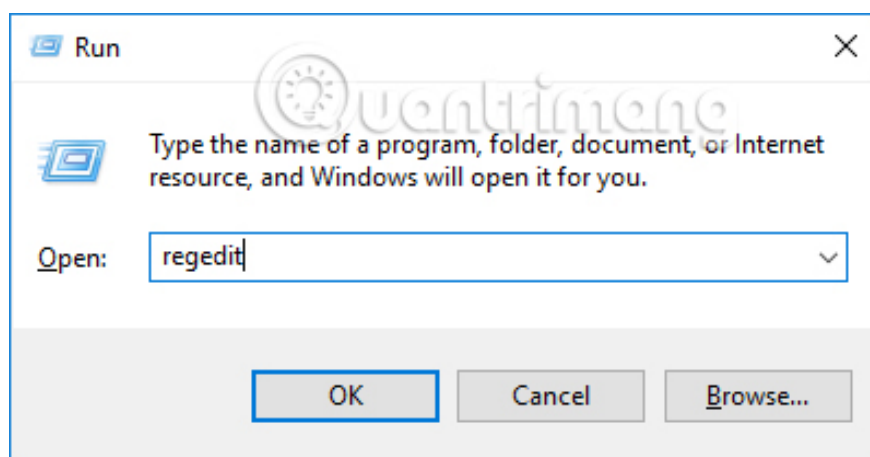 Run
Quantrimang
Type the name of a program, folder, document, or Internet
resource, and Windows will open it for you.
Open:
regedit
OK
Cancel
Browse...